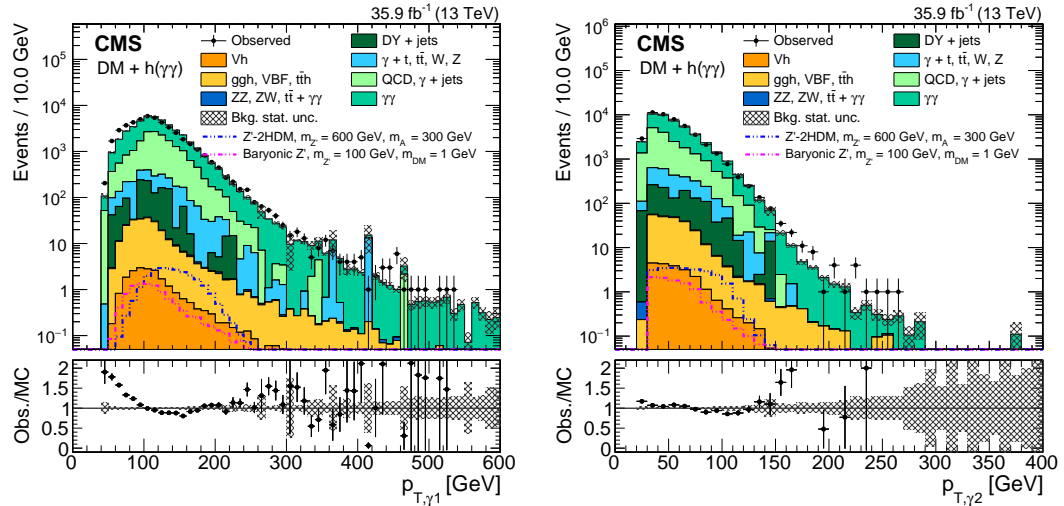 35.9 fb⁻¹ (13 TeV)
CMS
DM + h(γγ)
Observed
Vh
ggh, VBF, tt̄h
ZZ, ZW, tt̄ + γγ
Bkg. stat. unc.
DY + jets
γ + t, tt̄, W, Z
QCD, γ + jets
γγ
Z'-2HDM, m_Z' = 600 GeV, m_A = 300 GeV
Baryonic Z', m_Z' = 100 GeV, m_DM = 1 GeV
Events / 10.0 GeV
10⁵
10⁴
10³
10²
10
1
10⁻¹
Obs./MC
2
1.5
1
0.5
0
0 100 200 300 400 500 600
p_T,γ1 [GeV]
35.9 fb⁻¹ (13 TeV)
CMS
DM + h(γγ)
Observed
Vh
ggh, VBF, tt̄h
ZZ, ZW, tt̄ + γγ
Bkg. stat. unc.
DY + jets
γ + t, tt̄, W, Z
QCD, γ + jets
γγ
Z'-2HDM, m_Z' = 600 GeV, m_A = 300 GeV
Baryonic Z', m_Z' = 100 GeV, m_DM = 1 GeV
Events / 10.0 GeV
10⁶
10⁵
10⁴
10³
10²
10
1
10⁻¹
Obs./MC
2
1.5
1
0.5
0
0 50 100 150 200 250 300 350 400
p_T,γ2 [GeV]